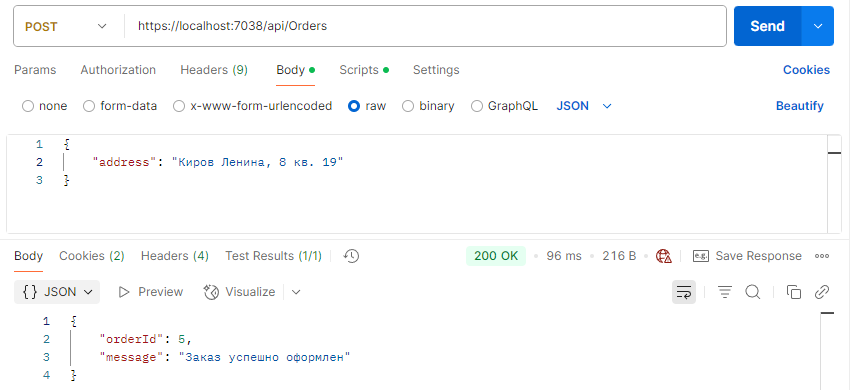 POST https://localhost:7038/api/Orders Send
Params Authorization Headers (9) Body Scripts Settings Cookies
none form-data x-www-form-urlencoded raw binary GraphQL JSON Beautify
1 {
2 "address": "Киров Ленина, 8 кв. 19"
3 }
Body Cookies (2) Headers (4) Test Results (1/1) 200 OK 96 ms 216 B e.g. Save Response
{} JSON Preview Visualize
1 {
2 "orderId": 5,
3 "message": "Заказ успешно оформлен"
4 }